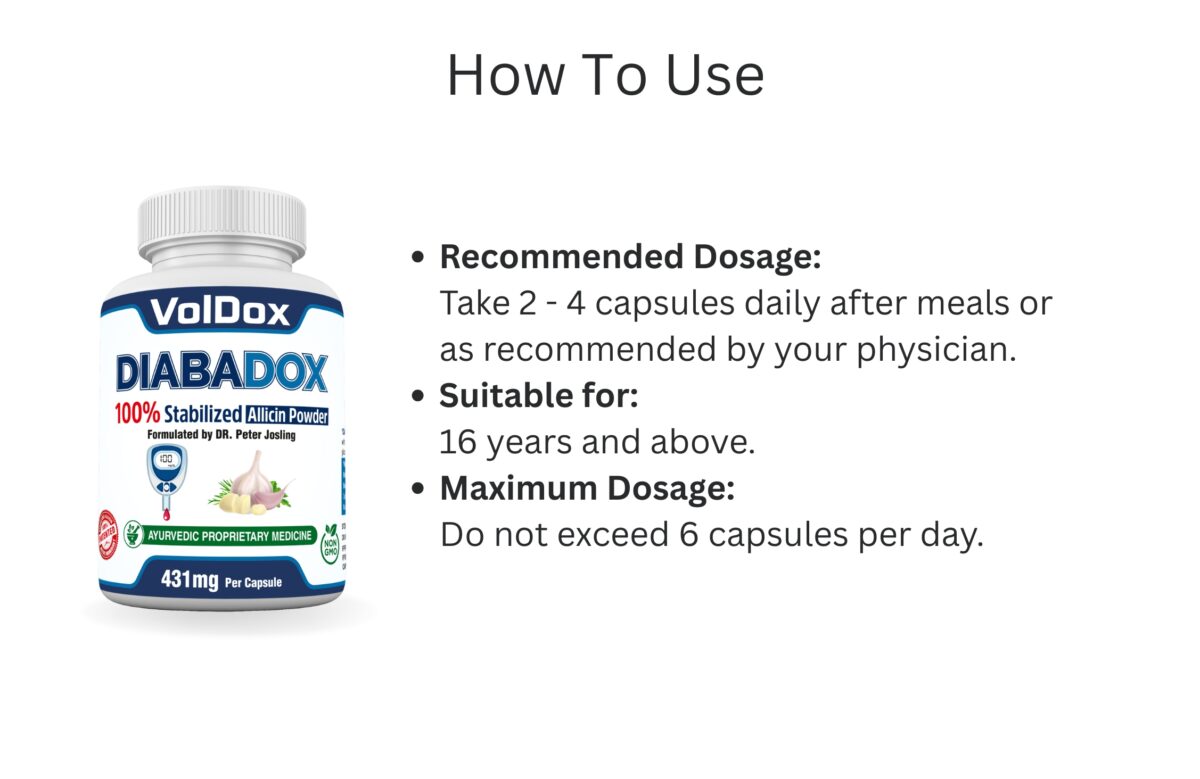 How To Use
VolDox
DIABADOX
100% Stabilized Allicin Powder
Formulated by DR. Peter Josling
100
AYURVEDIC PROPRIETARY MEDICINE
NON
GMO
431mg Per Capsule
• Recommended Dosage:
Take 2 - 4 capsules daily after meals or
as recommended by your physician.
• Suitable for:
16 years and above.
• Maximum Dosage:
Do not exceed 6 capsules per day.